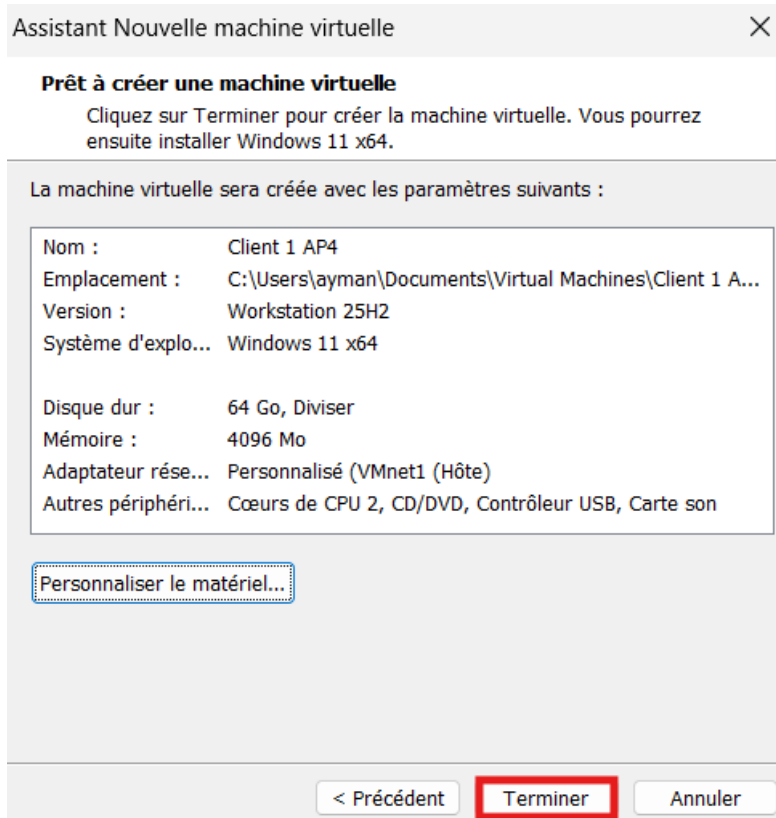 Assistant Nouvelle machine virtuelle
Prêt à créer une machine virtuelle
Cliquez sur Terminer pour créer la machine virtuelle. Vous pourrez
ensuite installer Windows 11 x64.
La machine virtuelle sera créée avec les paramètres suivants :
Nom : Client 1 AP4
Emplacement : C:\Users\ayman\Documents\Virtual Machines\Client 1 A...
Version : Workstation 25H2
Système d'explo... Windows 11 x64
Disque dur : 64 Go, Diviser
Mémoire : 4096 Mo
Adaptateur rése... Personnalisé (VMnet1 (Hôte)
Autres périphéri... Cœurs de CPU 2, CD/DVD, Contrôleur USB, Carte son
Personnaliser le matériel...
< Précédent Terminer Annuler